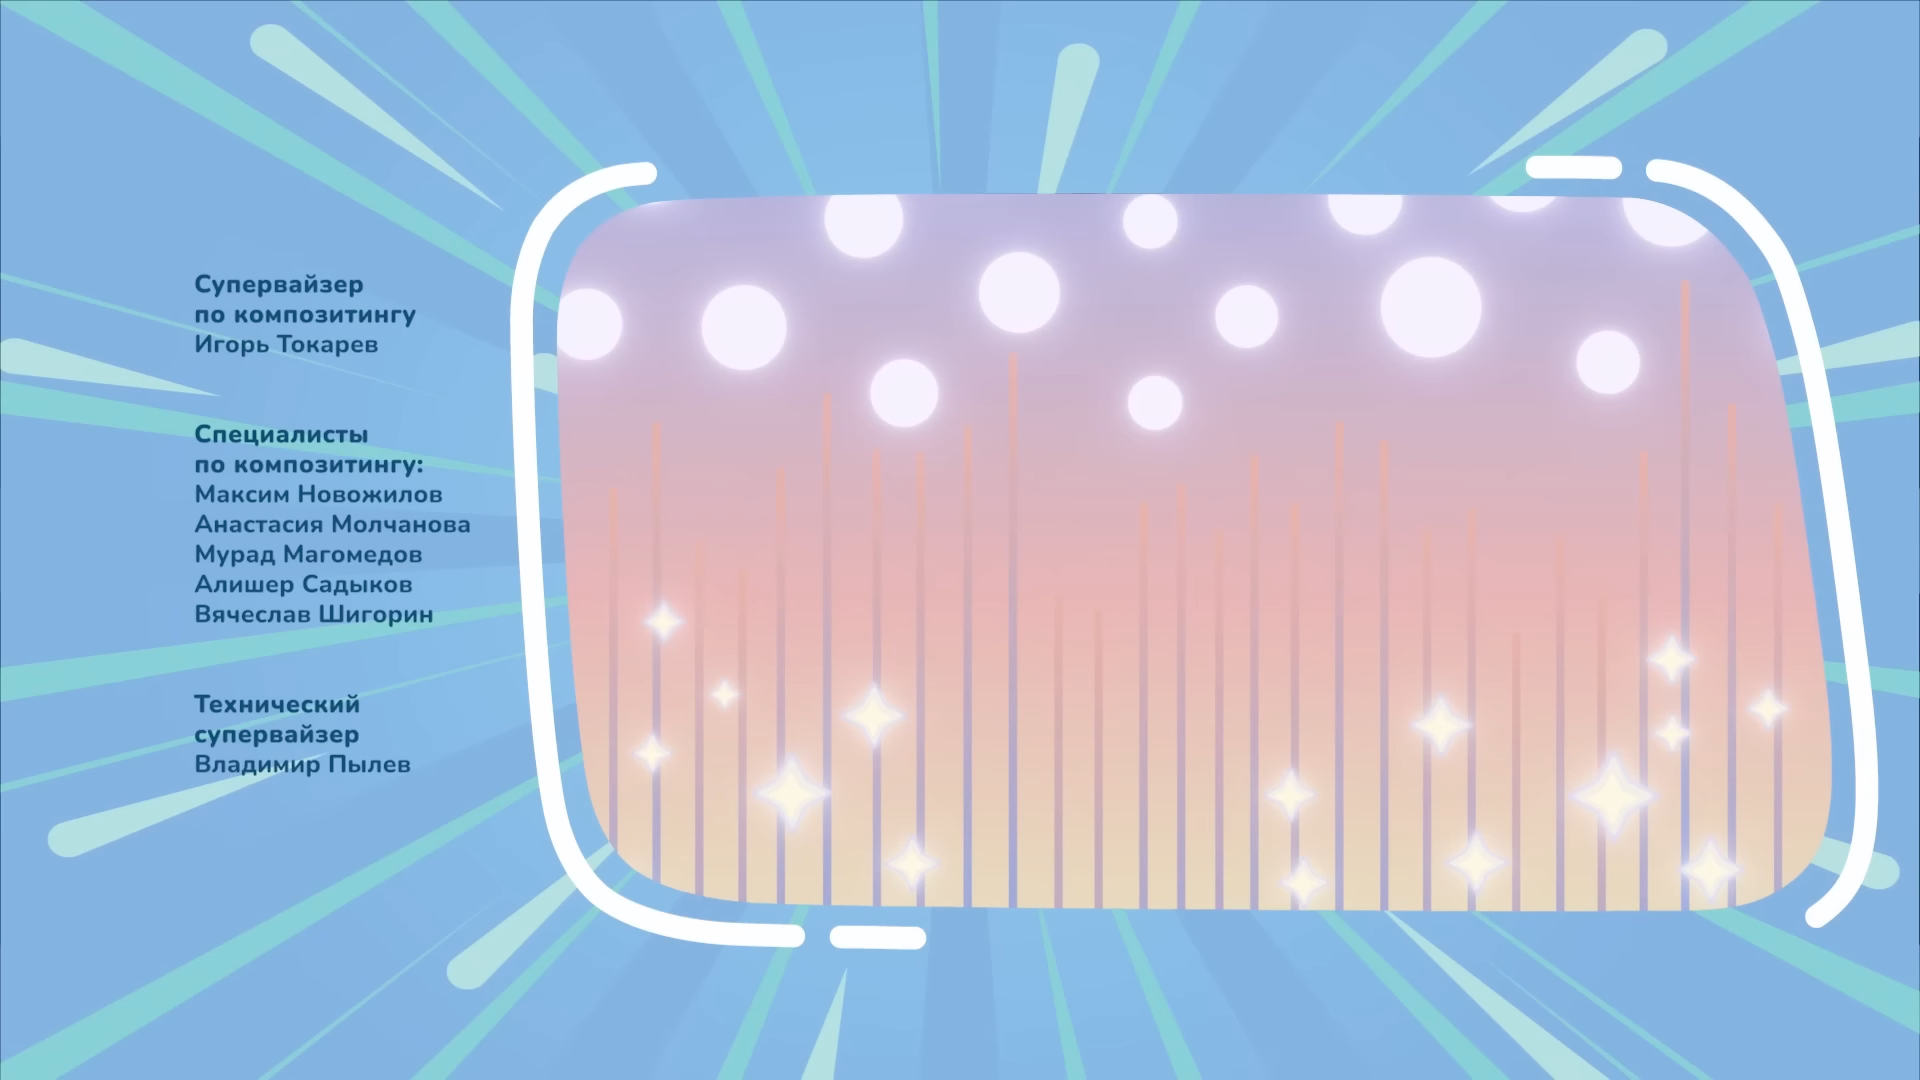 Супервайзер
по композитингу
Игорь Токарев
Специалисты
по композитингу:
Максим Новожилов
Анастасия Молчанова
Мурад Магомедов
Алишер Садыков
Вячеслав Шигорин
Технический
супервайзер
Владимир Пылев